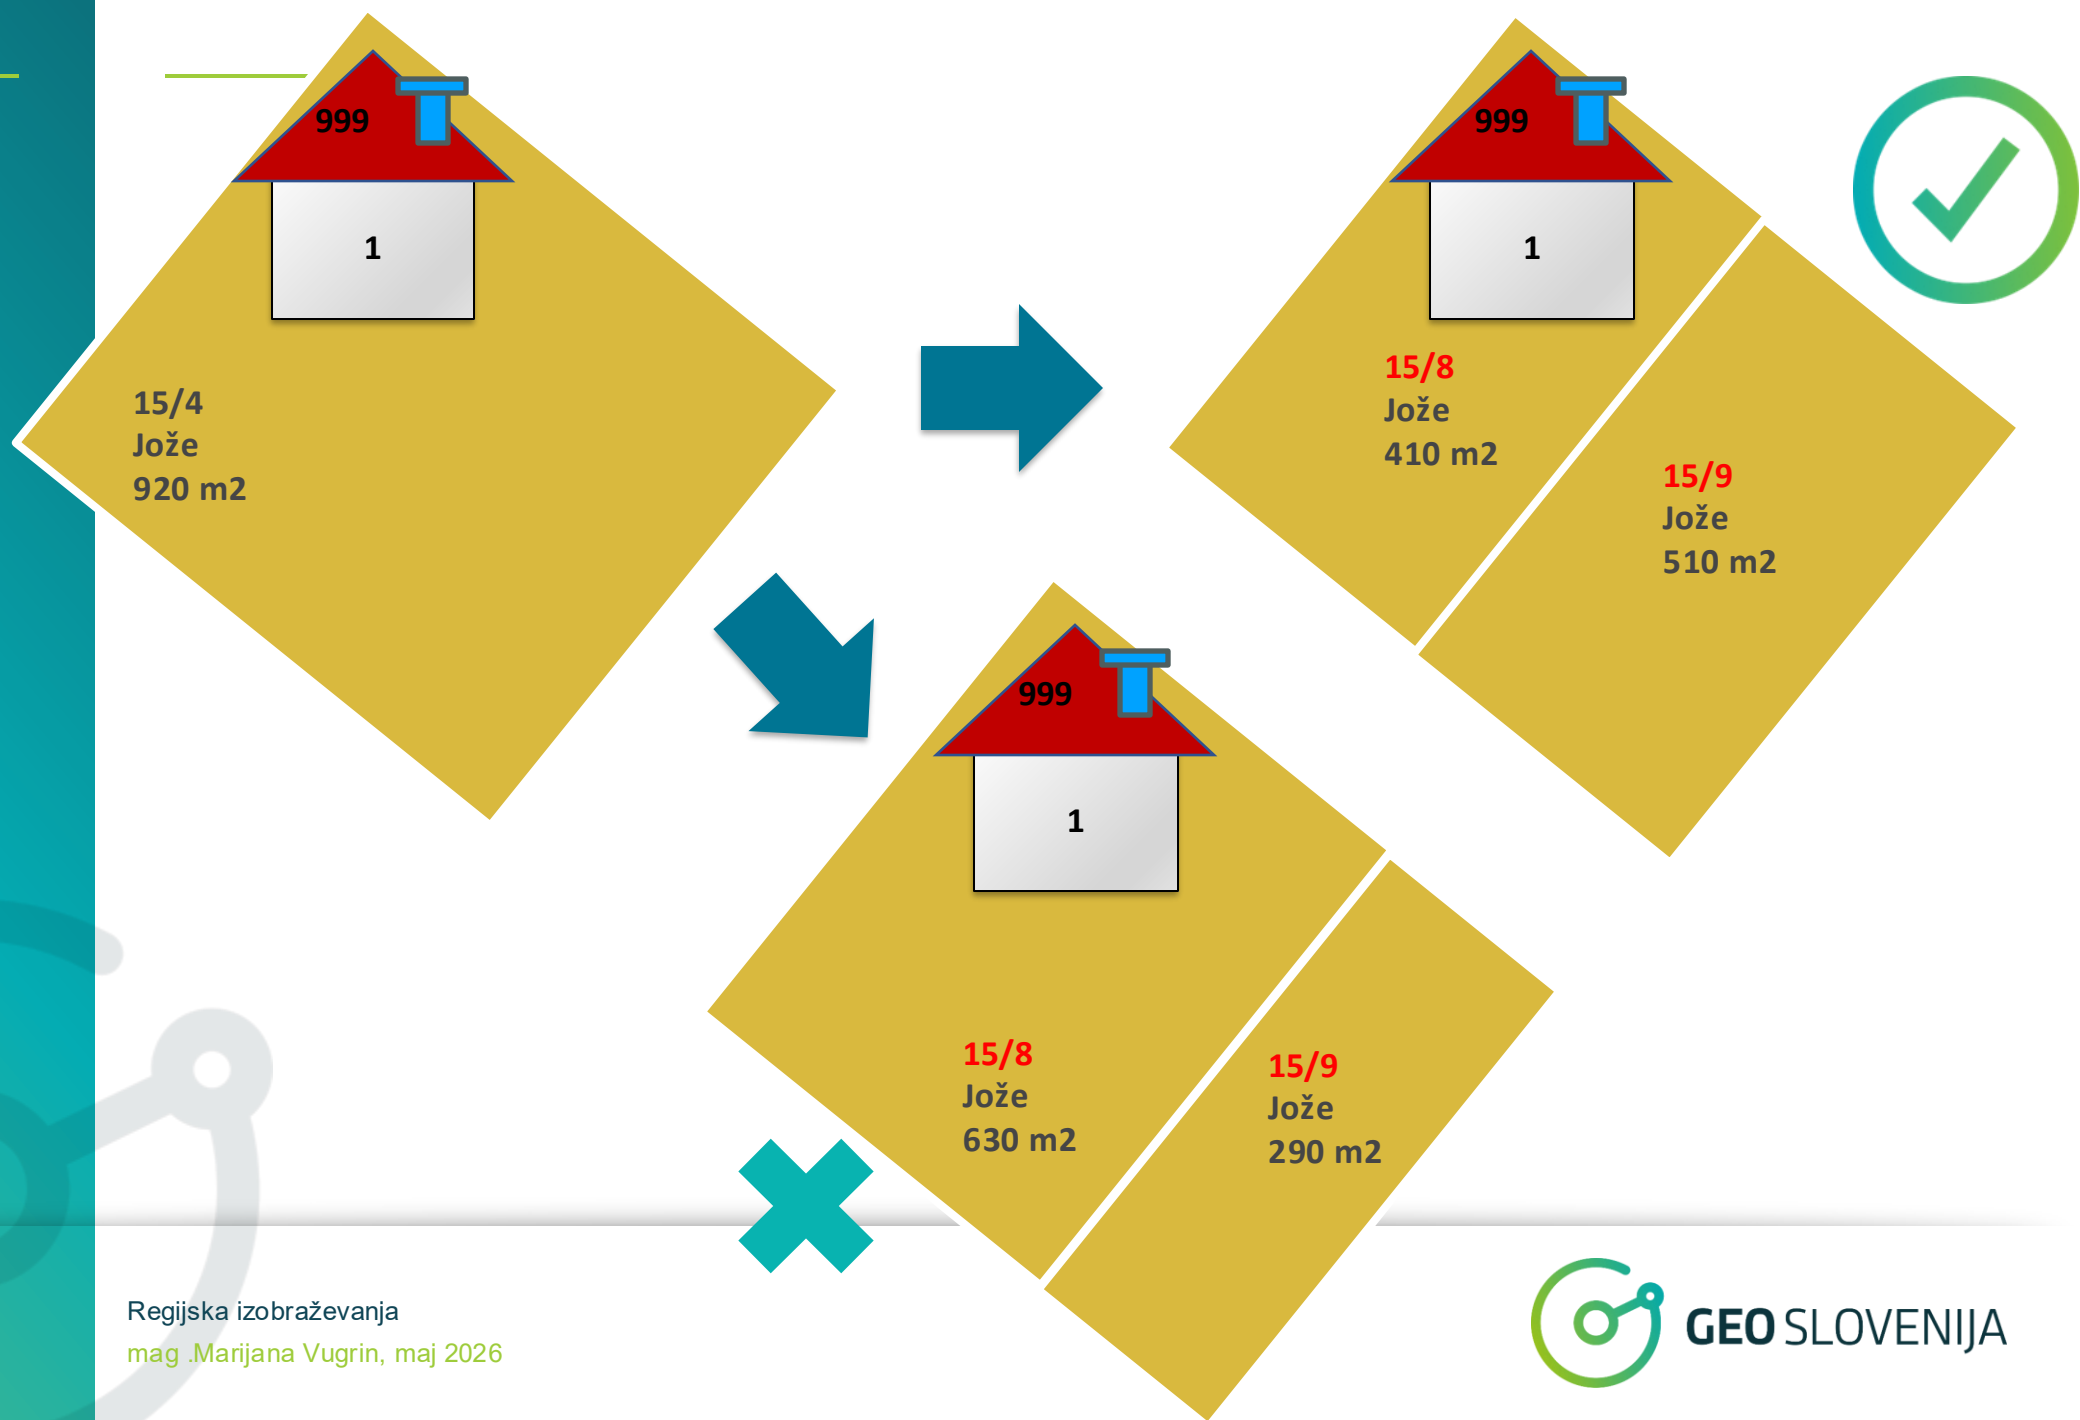 999
1
15/4
Jože
920 m2
999
1
15/8
Jože
410 m2
15/9
Jože
510 m2
999
1
15/8
Jože
630 m2
15/9
Jože
290 m2
Regijska izobraževanja
mag .Marijana Vugrin, maj 2026
GEO SLOVENIJA